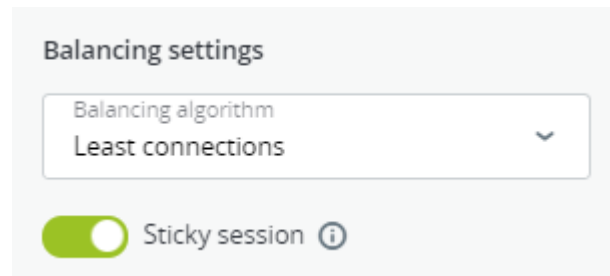 Balancing settings
Balancing algorithm
Least connections
Sticky session